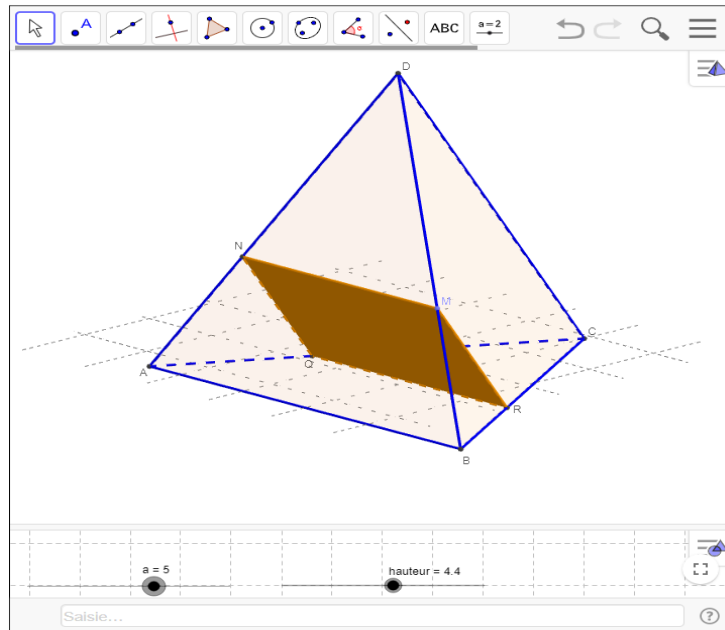 A ABC a = 2
D
N
M
C
A
Q
R
B
a = 5 hauteur = 4.4
Saisie…